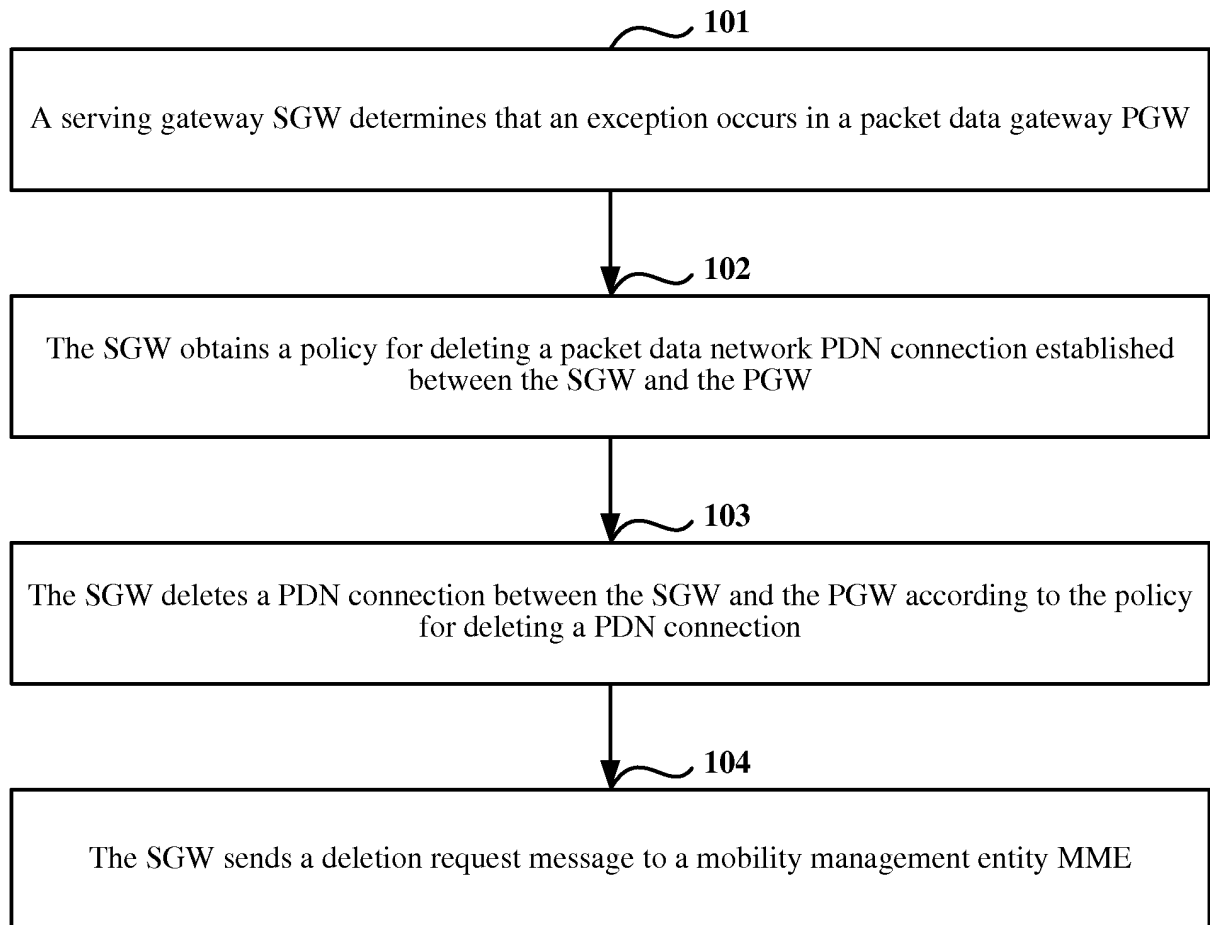 101
A serving gateway SGW determines that an exception occurs in a packet data gateway PGW
102
The SGW obtains a policy for deleting a packet data network PDN connection established
between the SGW and the PGW
103
The SGW deletes a PDN connection between the SGW and the PGW according to the policy
for deleting a PDN connection
104
The SGW sends a deletion request message to a mobility management entity MME